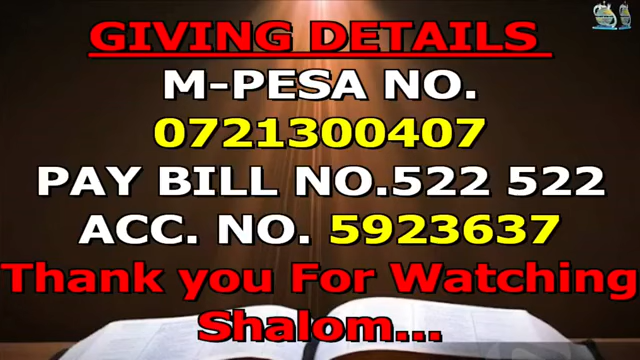 GIVING DETAILS
M-PESA NO.
0721300407
PAY BILL NO.522 522
ACC. NO. 5923637
Thank you For Watching
Shalom...